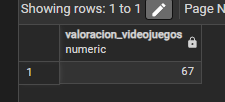 Showing rows: 1 to 1 Page N
valoracion_videojuegos
numeric
1 67